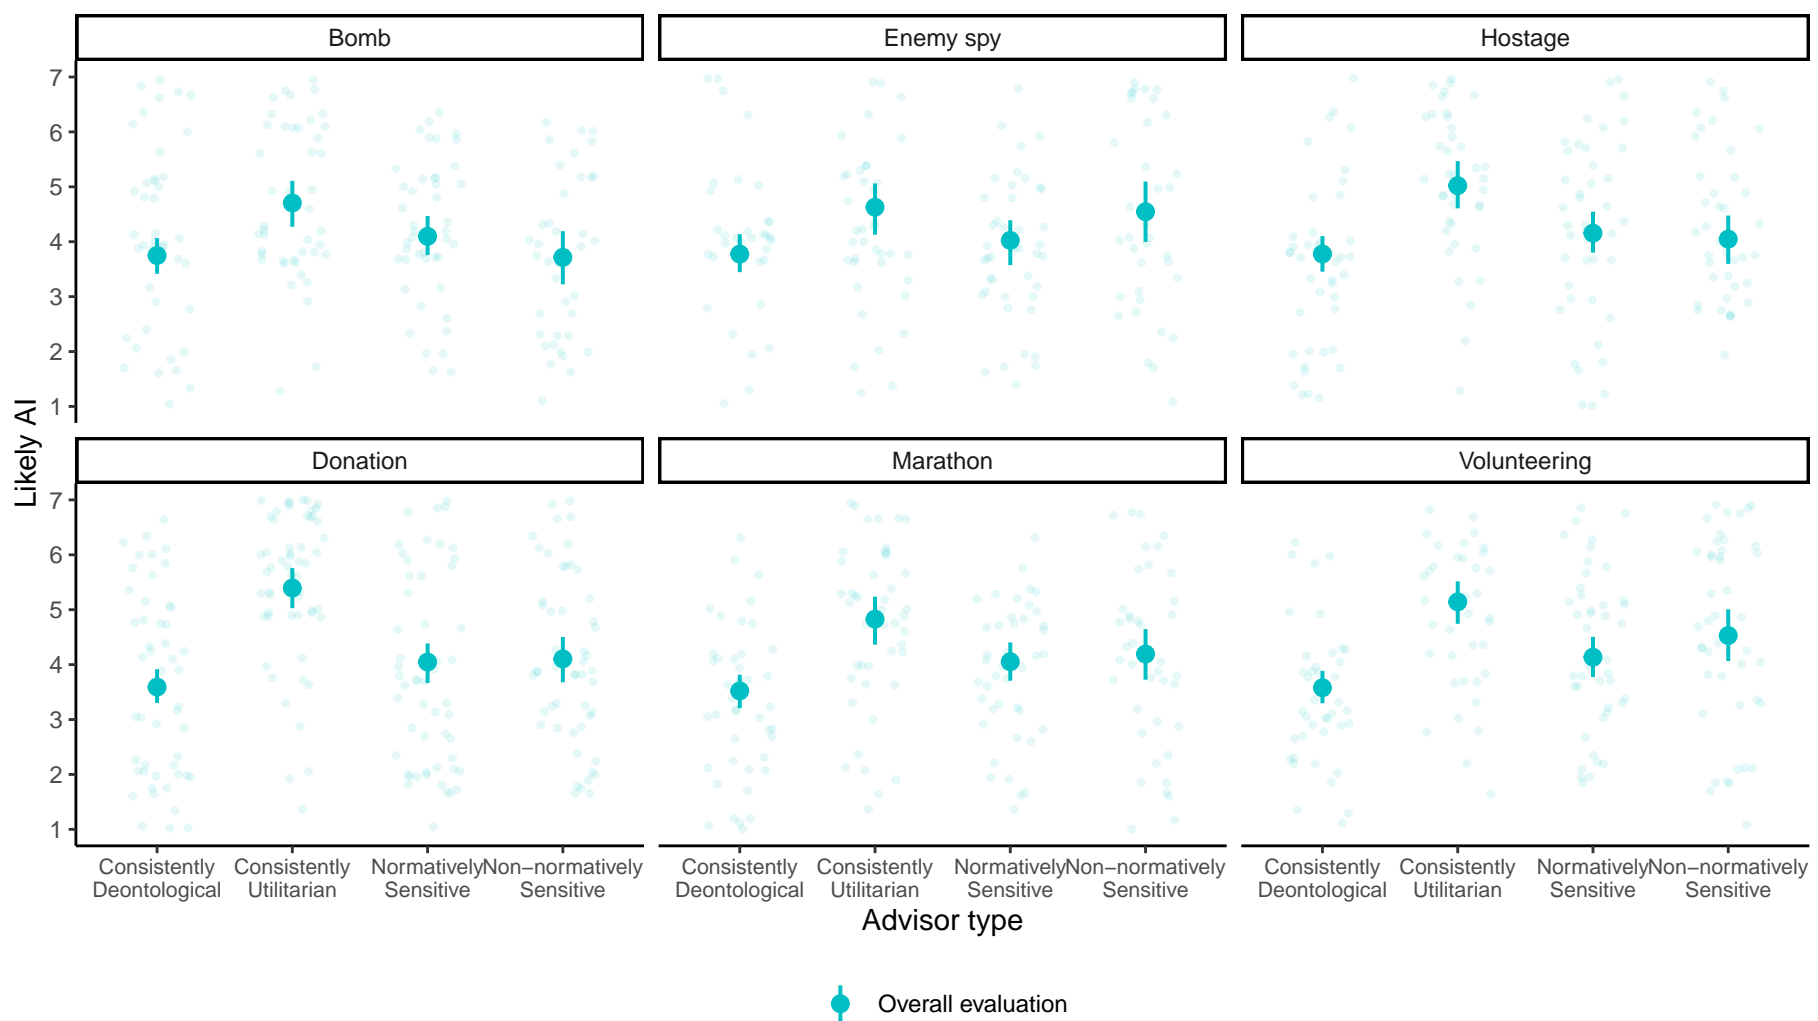 Bomb
Enemy spy
Hostage
7
6
5
4
3
2
1
Likely AI
Donation
Marathon
Volunteering
7
6
5
4
3
2
1
Consistently Deontological
Consistently Utilitarian
Normatively Sensitive
Non−normatively Sensitive
Consistently Deontological
Consistently Utilitarian
Normatively Sensitive
Non−normatively Sensitive
Consistently Deontological
Consistently Utilitarian
Normatively Sensitive
Non−normatively Sensitive
Advisor type
Overall evaluation